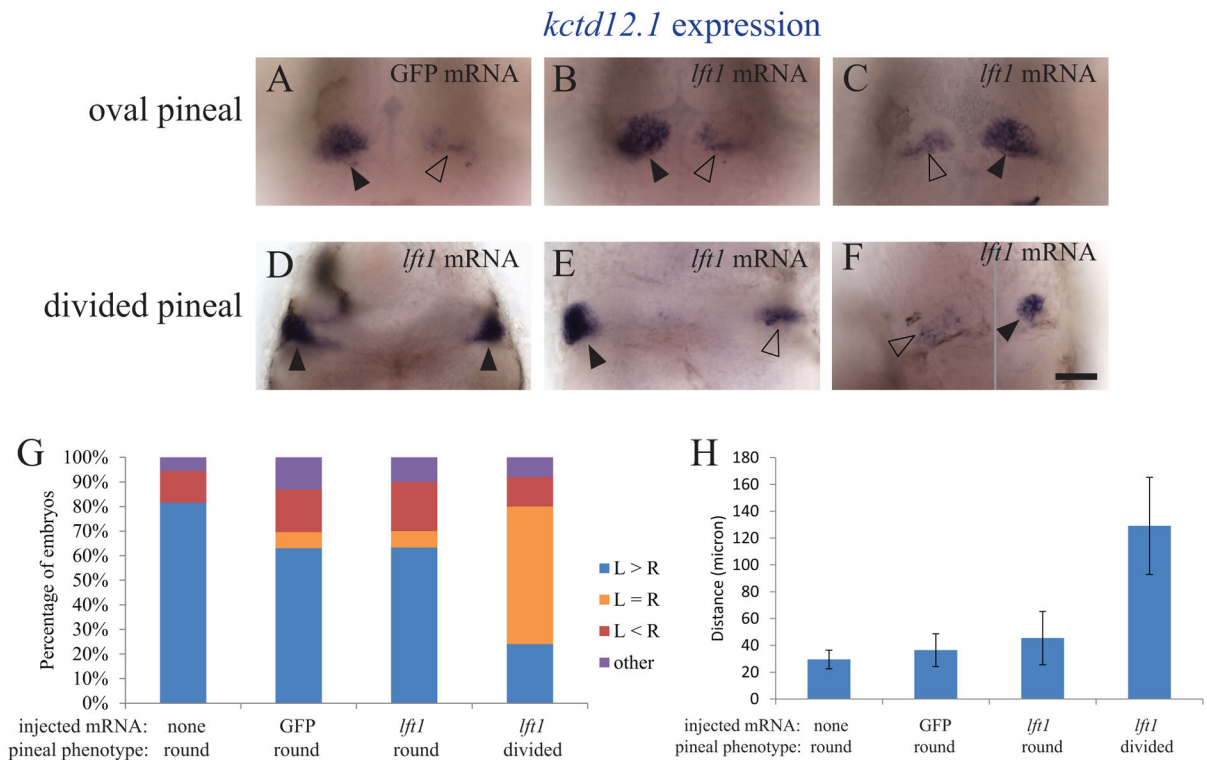 kctd12.1 expression
oval pineal
A
GFP mRNA
B
lft1 mRNA
C
lft1 mRNA
divided pineal
D
lft1 mRNA
E
lft1 mRNA
F
lft1 mRNA
G
Percentage of embryos
100%
90%
80%
70%
60%
50%
40%
30%
20%
10%
0%
L > R
L = R
L < R
other
injected mRNA: none GFP lft1 lft1
pineal phenotype: round round round divided
H
Distance (micron)
180
160
140
120
100
80
60
40
20
0
injected mRNA: none GFP lft1 lft1
pineal phenotype: round round round divided